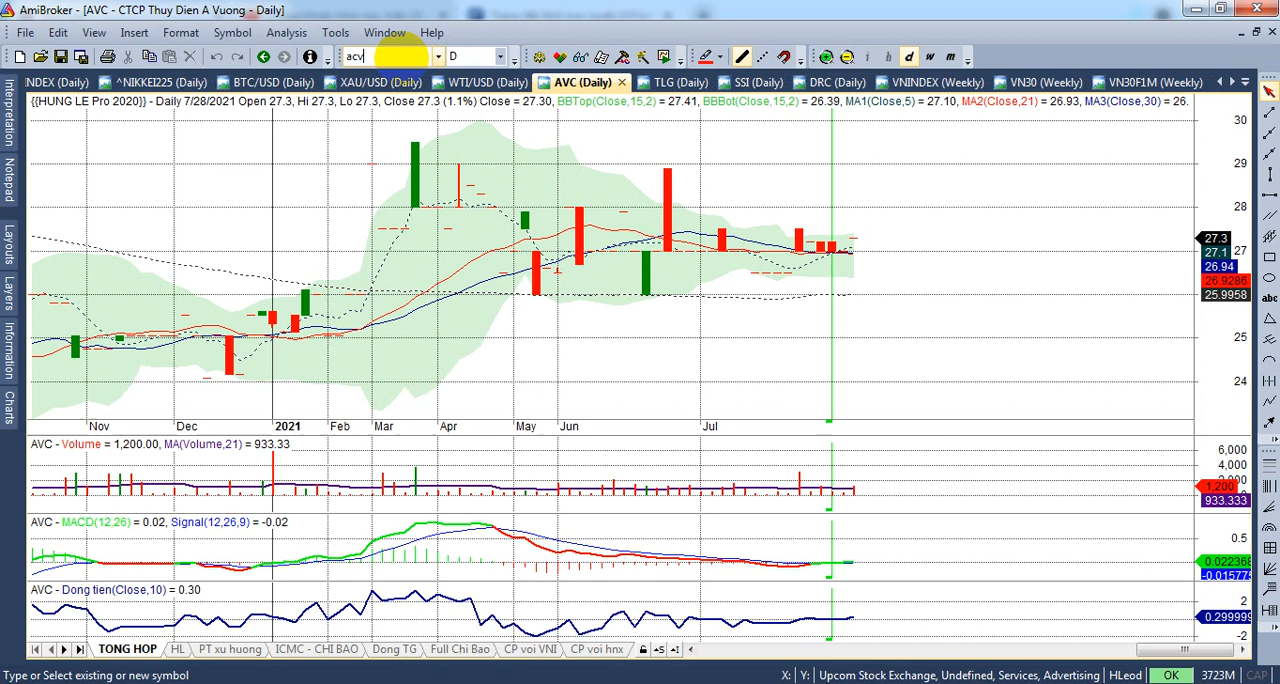 AmiBroker - [AVC - CTCP Thuy Dien A Vuong - Daily]
File Edit View Insert Format Symbol Analysis Tools Window Help
acv D i h d w m
INDEX (Daily) ^NIKKEI225 (Daily) BTC/USD (Daily) XAU/USD (Daily) WTI/USD (Daily) AVC (Daily) TLG (Daily) SSI (Daily) DRC (Daily) VNINDEX (Weekly) VN30 (Weekly) VN30F1M (Weekly)
{{HUNG LE Pro 2020}} - Daily 7/28/2021 Open 27.3, Hi 27.3, Lo 27.3, Close 27.3 (1.1%) Close = 27.30, BBTop(Close,15,2) = 27.41, BBBot(Close,15,2) = 26.39, MA1(Close,5) = 27.10, MA2(Close,21) = 26.93, MA3(Close,30) = 26.
Interpretation
Notepad
Layouts
Layers
Information
Charts
abc
30
29
28
27.3
27.1
27
26.94
26.9286
25.9958
25
24
Nov Dec 2021 Feb Mar Apr May Jun Jul
AVC - Volume = 1,200.00, MA(Volume,21) = 933.33
6,000
4,000
1,200
933.333
AVC - MACD(12,26) = 0.02, Signal(12,26,9) = -0.02
0.5
0.022368
-0.015775
AVC - Dong tien(Close,10) = 0.30
2
0.299999
-2
TONG HOP HL PT xu huong ICMC - CHI BAO Dong TG Full Chi Bao CP voi VNI CP voi hnx
Type or Select existing or new symbol X: Y: Upcom Stock Exchange, Undefined, Services, Advertising HLeod OK 3723M CAP